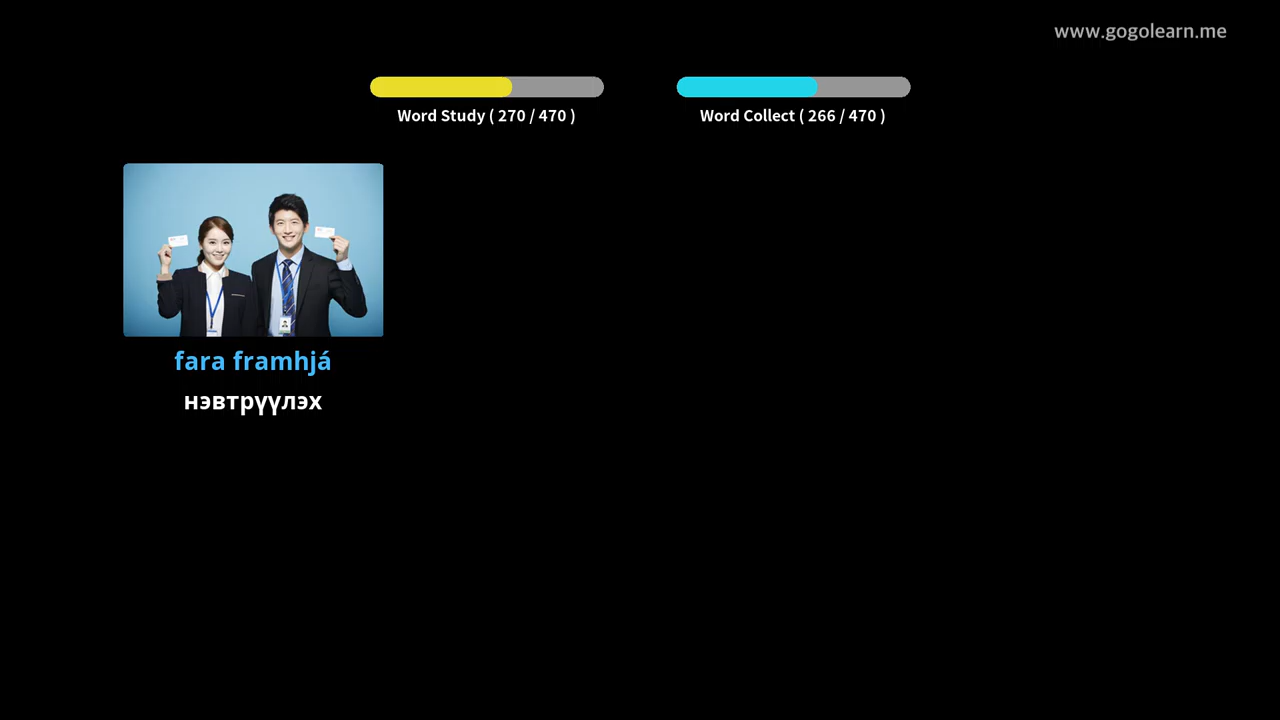 www.gogolearn.me
Word Study ( 270 / 470 )
Word Collect ( 266 / 470 )
fara framhjá
нэвтрүүлэх